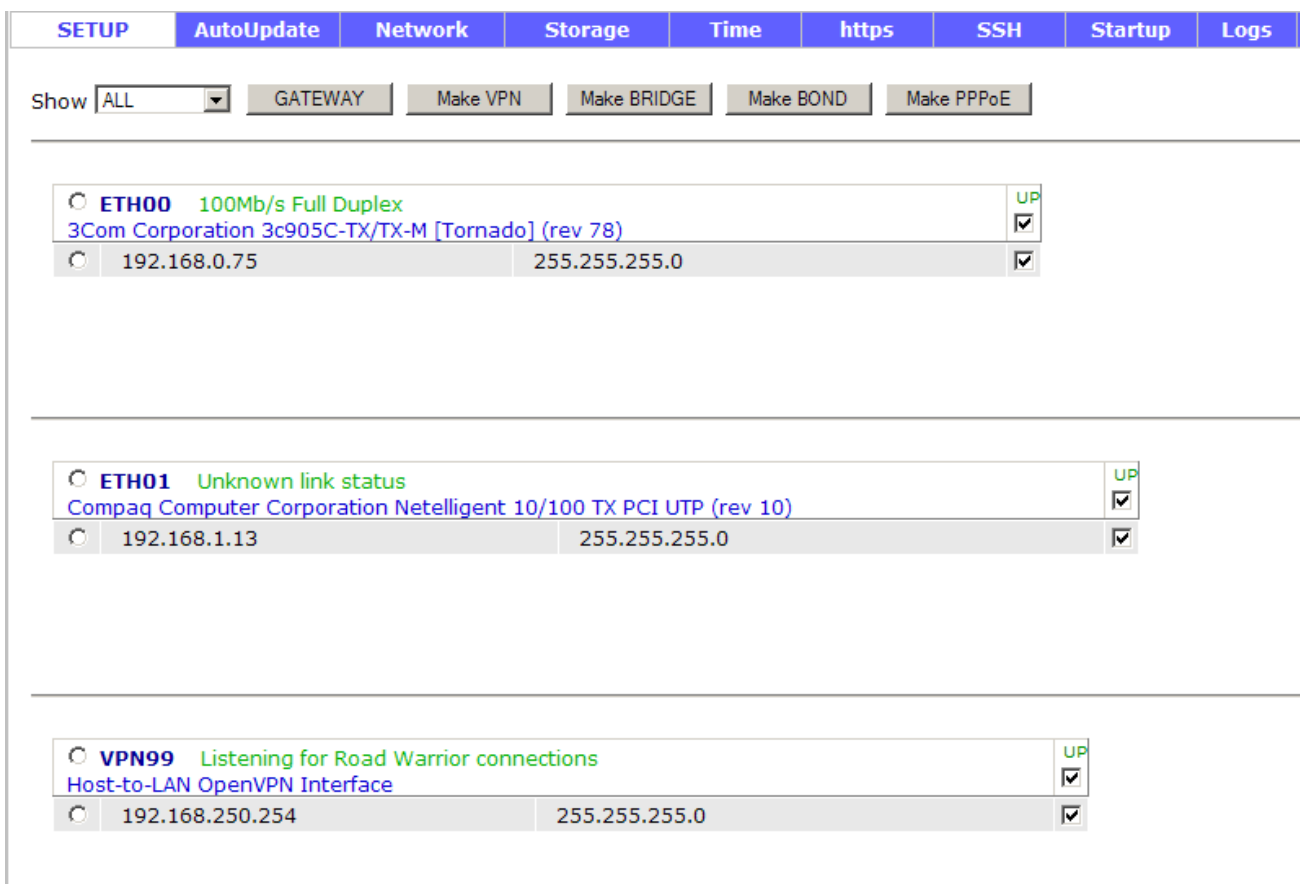 SETUP AutoUpdate Network Storage Time https SSH Startup Logs
Show ALL GATEWAY Make VPN Make BRIDGE Make BOND Make PPPoE
ETH00 100Mb/s Full Duplex UP
3Com Corporation 3c905C-TX/TX-M [Tornado] (rev 78)
192.168.0.75 255.255.255.0
ETH01 Unknown link status UP
Compaq Computer Corporation Netelligent 10/100 TX PCI UTP (rev 10)
192.168.1.13 255.255.255.0
VPN99 Listening for Road Warrior connections UP
Host-to-LAN OpenVPN Interface
192.168.250.254 255.255.255.0